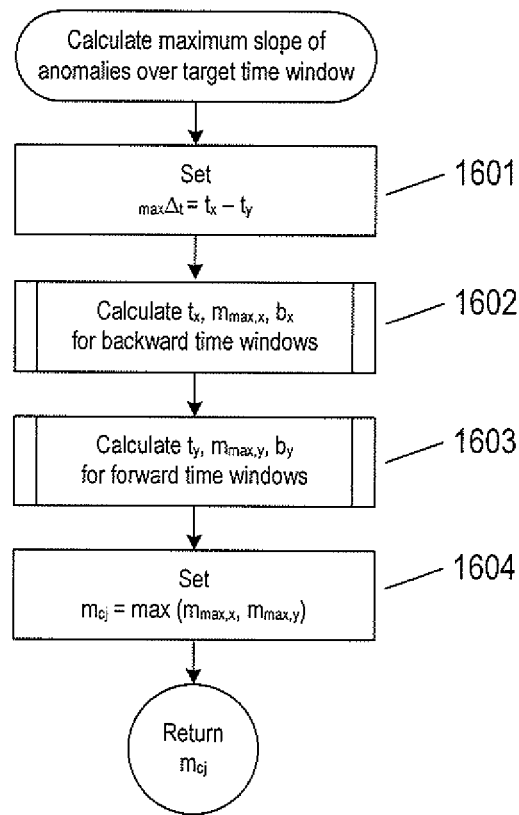 Calculate maximum slope of
anomalies over target time window
Set
maxΔt = tx – ty
1601
Calculate tx, mmax,x, bx
for backward time windows
1602
Calculate ty, mmax,y, by
for forward time windows
1603
Set
mcj = max (mmax,x, mmax,y)
1604
Return
mcj